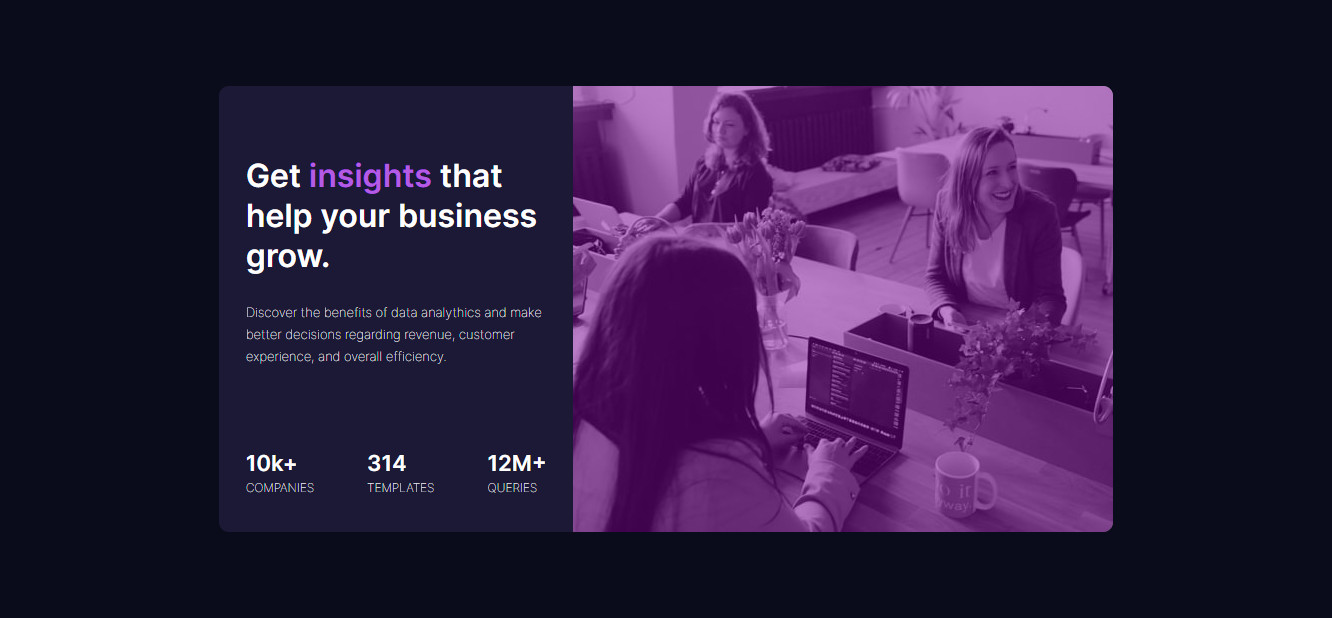 Get insights that
help your business
grow.
Discover the benefits of data analytics and make
better decisions regarding revenue, customer
experience, and overall efficiency.
10k+ 314 12M+
COMPANIES TEMPLATES QUERIES